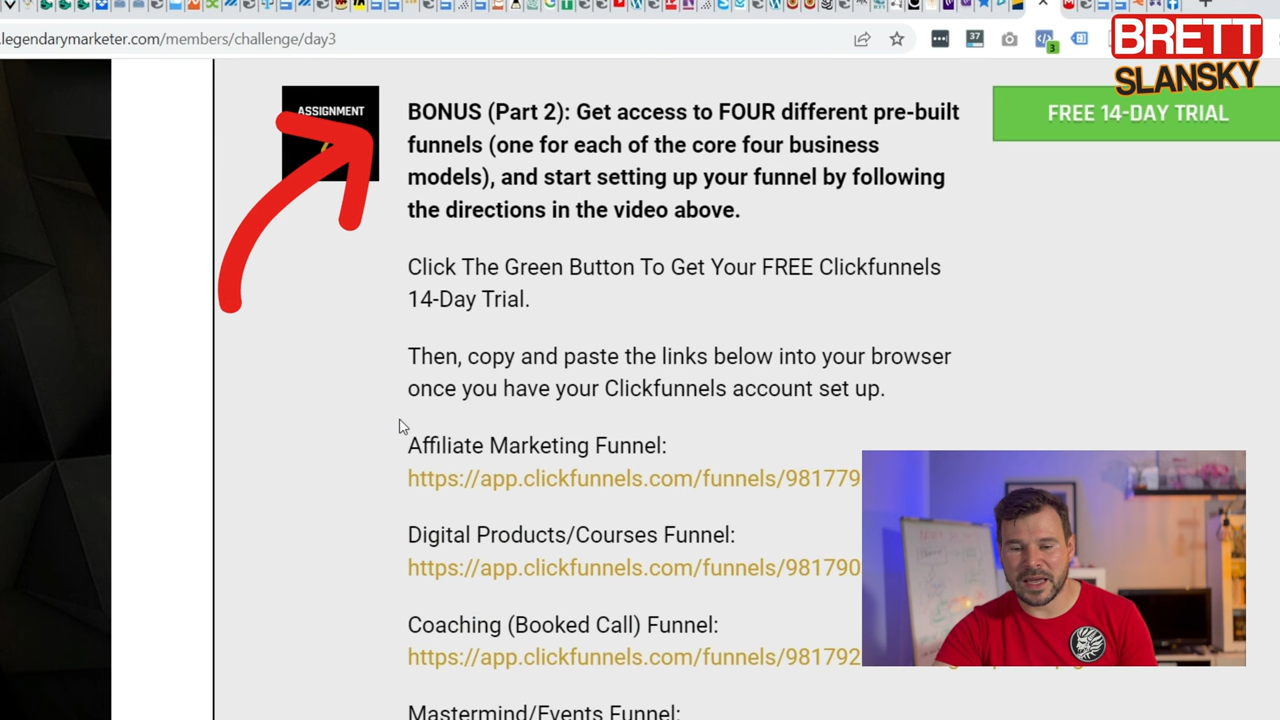 .legendarymarketer.com/members/challenge/day3
37
3
BRETT
SLANSKY
ASSIGNMENT
BONUS (Part 2): Get access to FOUR different pre-built
funnels (one for each of the core four business
models), and start setting up your funnel by following
the directions in the video above.
FREE 14-DAY TRIAL
Click The Green Button To Get Your FREE Clickfunnels
14-Day Trial.
Then, copy and paste the links below into your browser
once you have your Clickfunnels account set up.
Affiliate Marketing Funnel:
https://app.clickfunnels.com/funnels/981779
Digital Products/Courses Funnel:
https://app.clickfunnels.com/funnels/981790
Coaching (Booked Call) Funnel:
https://app.clickfunnels.com/funnels/981792
Mastermind/Events Funnel: